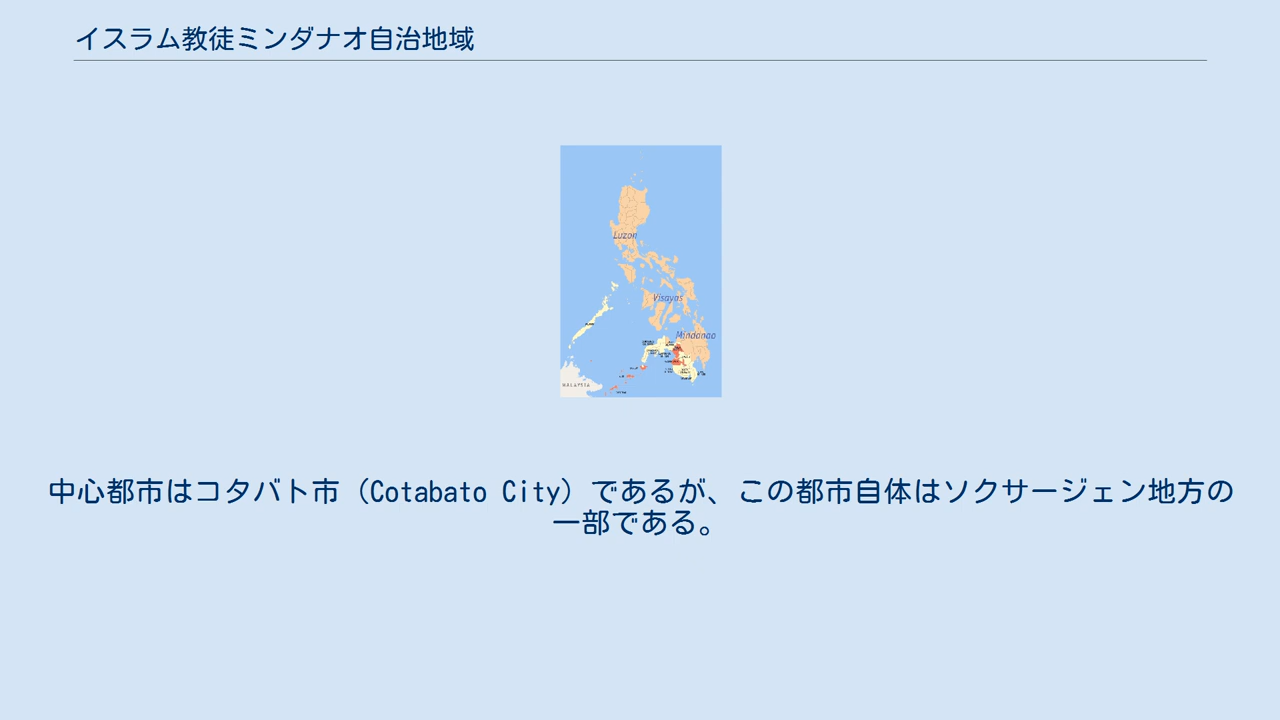 イスラム教徒ミンダナオ自治地域
Luzon
Visayas
Mindanao
MALAYSIA
中心都市はコタバト市（Cotabato City）であるが、この都市自体はソクサージェン地方の
一部である。